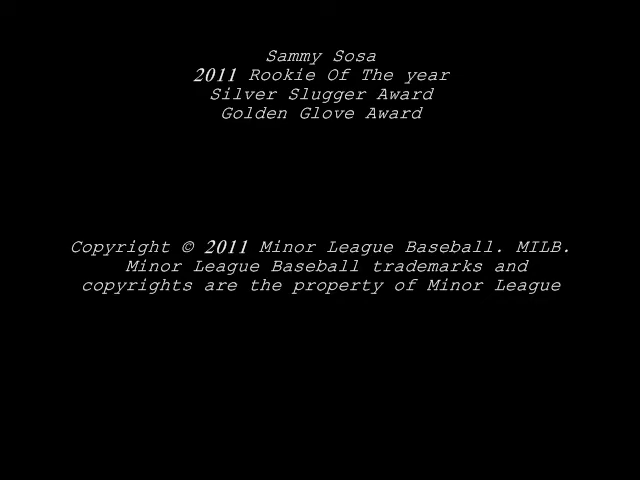 Sammy Sosa
2011 Rookie Of The year
Silver Slugger Award
Golden Glove Award
Copyright © 2011 Minor League Baseball. MILB.
Minor League Baseball trademarks and
copyrights are the property of Minor League